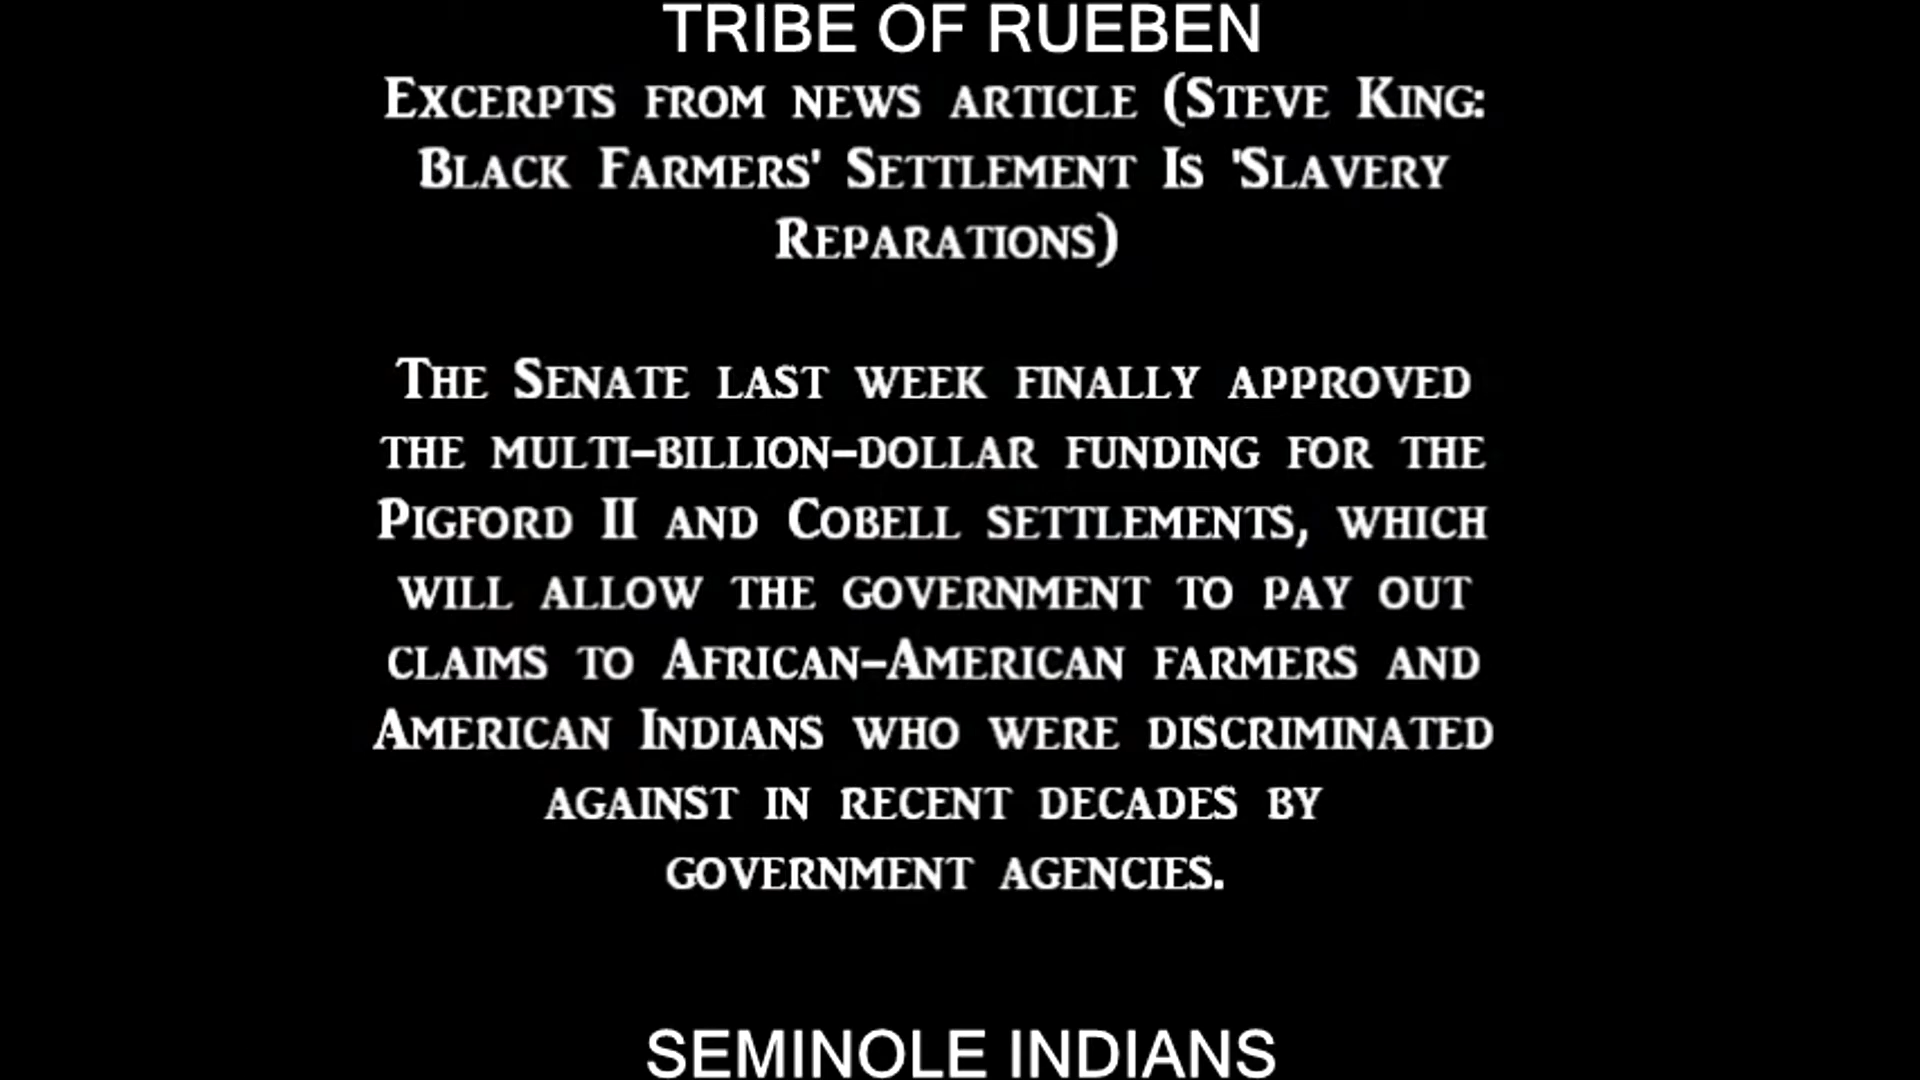 TRIBE OF RUEBEN
Excerpts from news article (Steve King:
Black Farmers' Settlement Is 'Slavery
Reparations)
The Senate last week finally approved
the multi-billion-dollar funding for the
Pigford II and Cobell settlements, which
will allow the government to pay out
claims to African-American farmers and
American Indians who were discriminated
against in recent decades by
government agencies.
SEMINOLE INDIANS